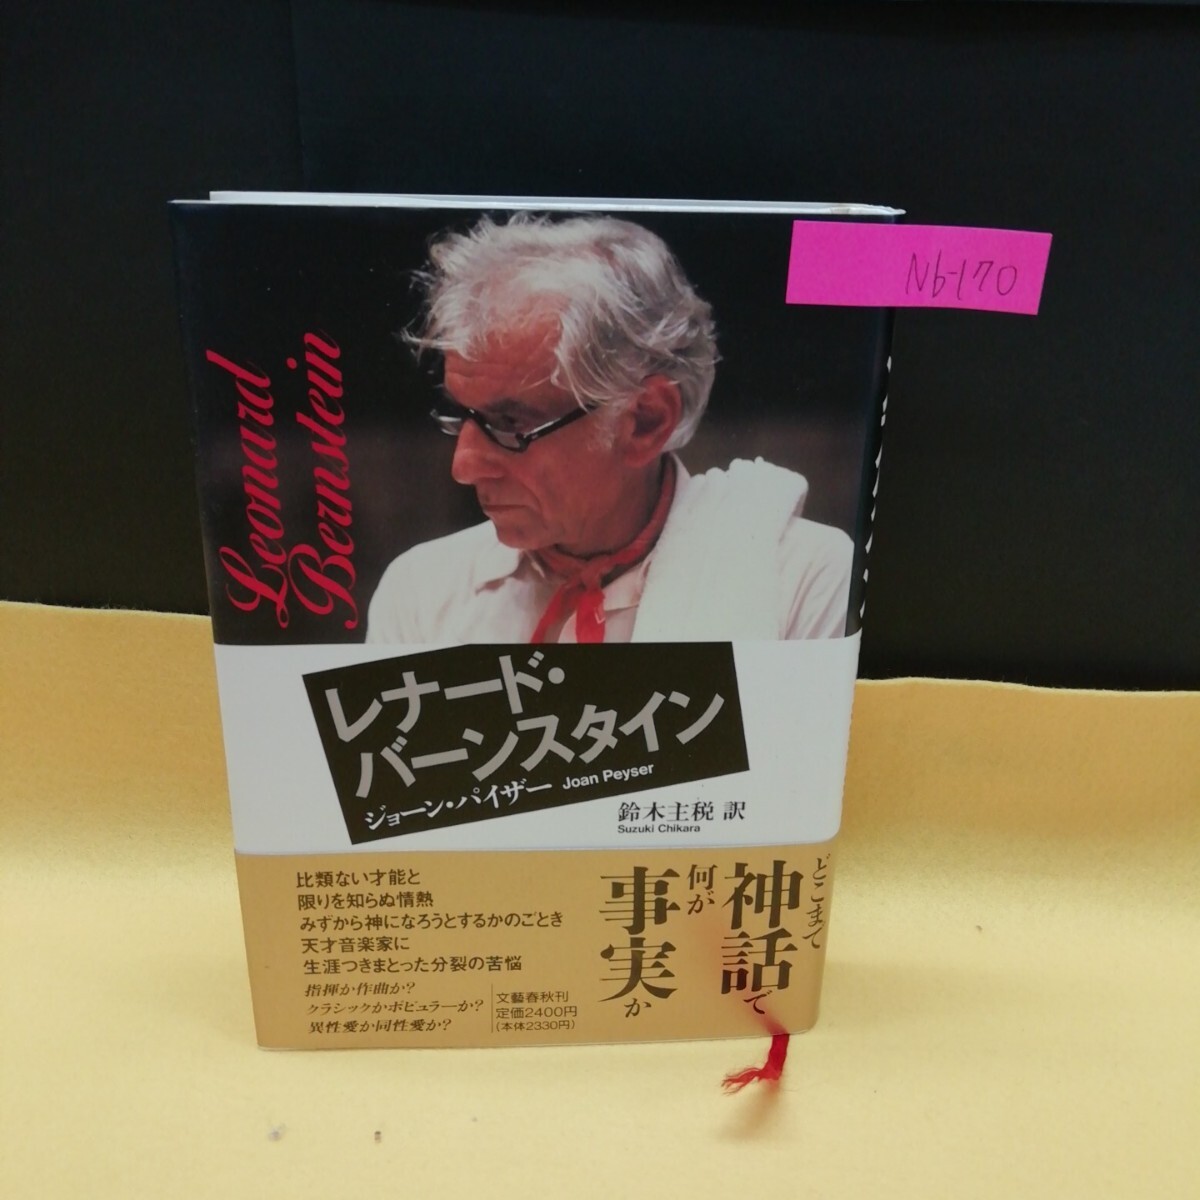 Nb-170
Leonard
Bernstein
レナード・
バーンスタイン
ジョーン・パイザー Joan Peyser
鈴木主税 訳
Suzuki Chikara
どこまで
神話で
何が
事実か
比類ない才能と
限りを知らぬ情熱
みずから神になろうとするかのごとき
天才音楽家に
生涯つきまとった分裂の苦悩
指揮か作曲か?
クラシックかポピュラーか?
異性愛か同性愛か?
文藝春秋刊
定価2400円
(本体2330円)